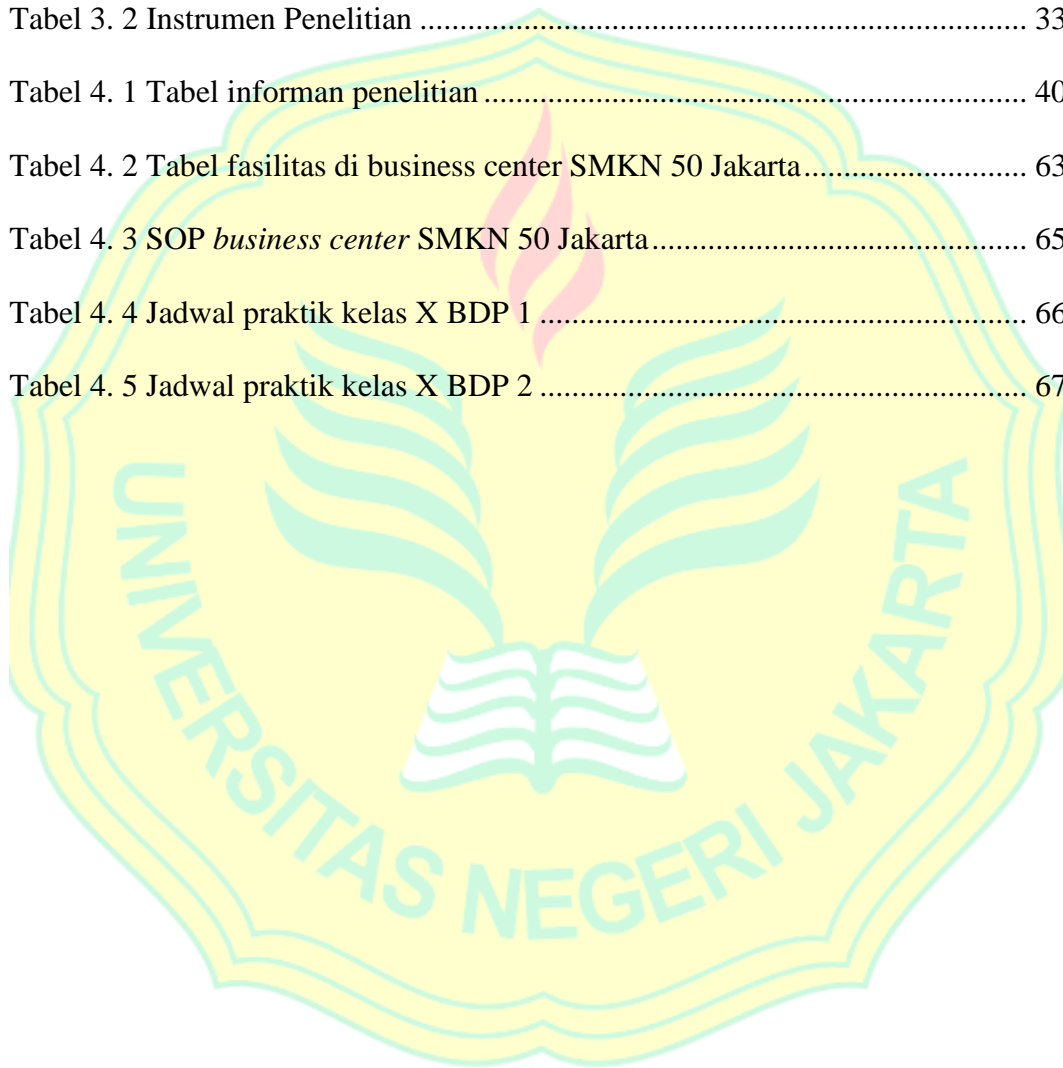 Tabel 3. 2 Instrumen Penelitian ................................................................................ 33
Tabel 4. 1 Tabel informan penelitian ....................................................................... 40
Tabel 4. 2 Tabel fasilitas di business center SMKN 50 Jakarta ............................. 63
Tabel 4. 3 SOP business center SMKN 50 Jakarta ................................................. 65
Tabel 4. 4 Jadwal praktik kelas X BDP 1 ................................................................ 66
Tabel 4. 5 Jadwal praktik kelas X BDP 2 ................................................................ 67
UNIVERSITAS NEGERI JAKARTA